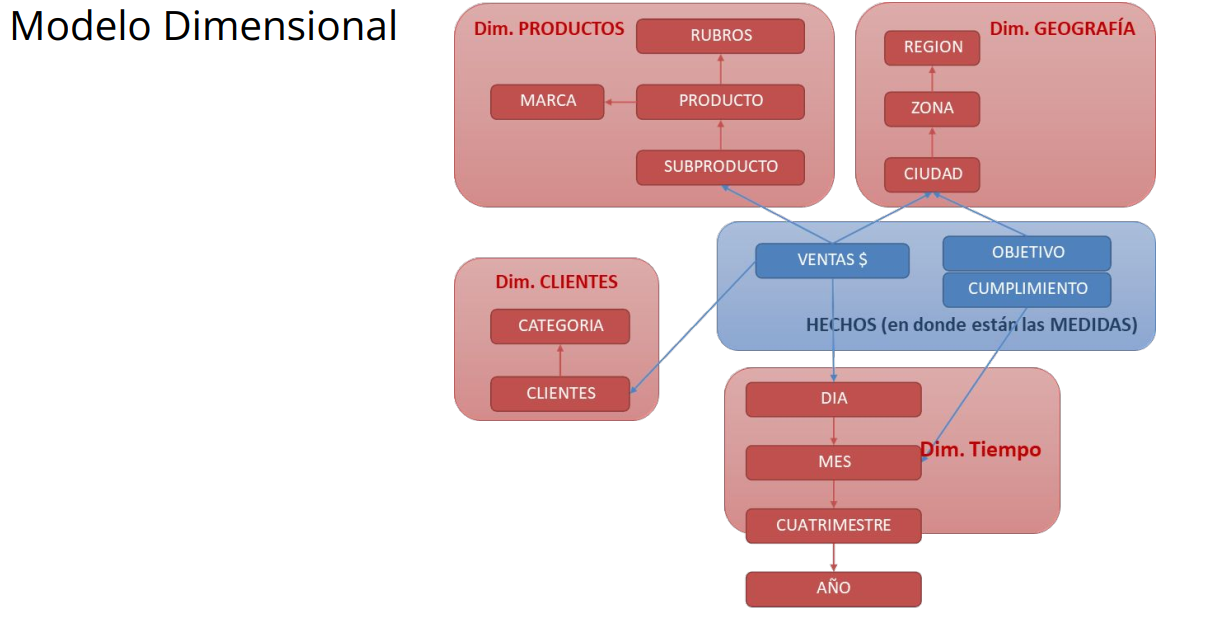 Modelo Dimensional
Dim. PRODUCTOS
RUBROS
MARCA
PRODUCTO
SUBPRODUCTO
Dim. GEOGRAFÍA
REGION
ZONA
CIUDAD
VENTAS $
OBJETIVO
CUMPLIMIENTO
HECHOS (en donde están las MEDIDAS)
Dim. CLIENTES
CATEGORIA
CLIENTES
DIA
MES
Dim. Tiempo
CUATRIMESTRE
AÑO